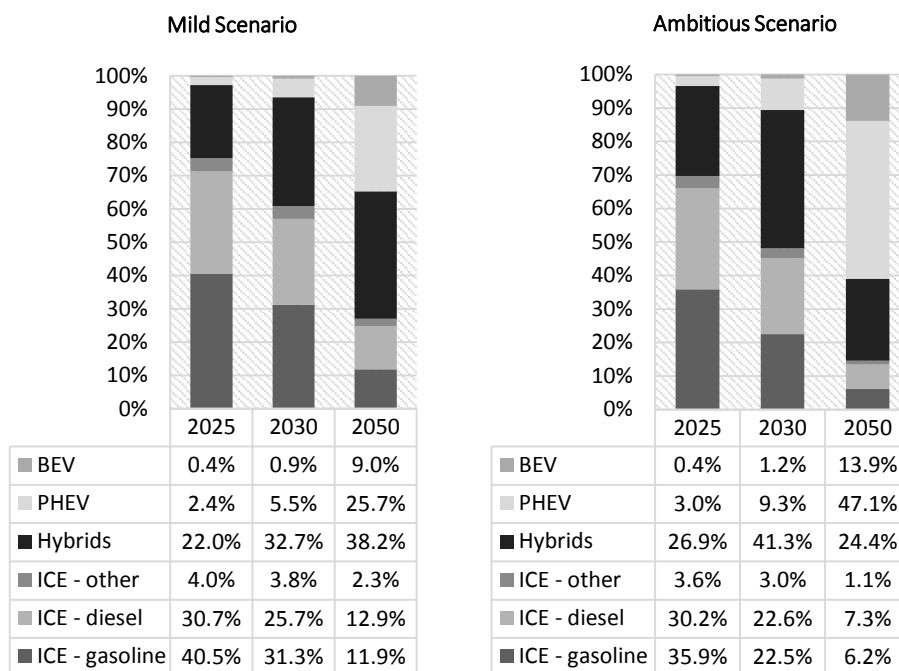 Mild Scenario
100%
90%
80%
70%
60%
50%
40%
30%
20%
10%
0%
2025 2030 2050
BEV 0.4% 0.9% 9.0%
PHEV 2.4% 5.5% 25.7%
Hybrids 22.0% 32.7% 38.2%
ICE - other 4.0% 3.8% 2.3%
ICE - diesel 30.7% 25.7% 12.9%
ICE - gasoline 40.5% 31.3% 11.9%
Ambitious Scenario
100%
90%
80%
70%
60%
50%
40%
30%
20%
10%
0%
2025 2030 2050
BEV 0.4% 1.2% 13.9%
PHEV 3.0% 9.3% 47.1%
Hybrids 26.9% 41.3% 24.4%
ICE - other 3.6% 3.0% 1.1%
ICE - diesel 30.2% 22.6% 7.3%
ICE - gasoline 35.9% 22.5% 6.2%